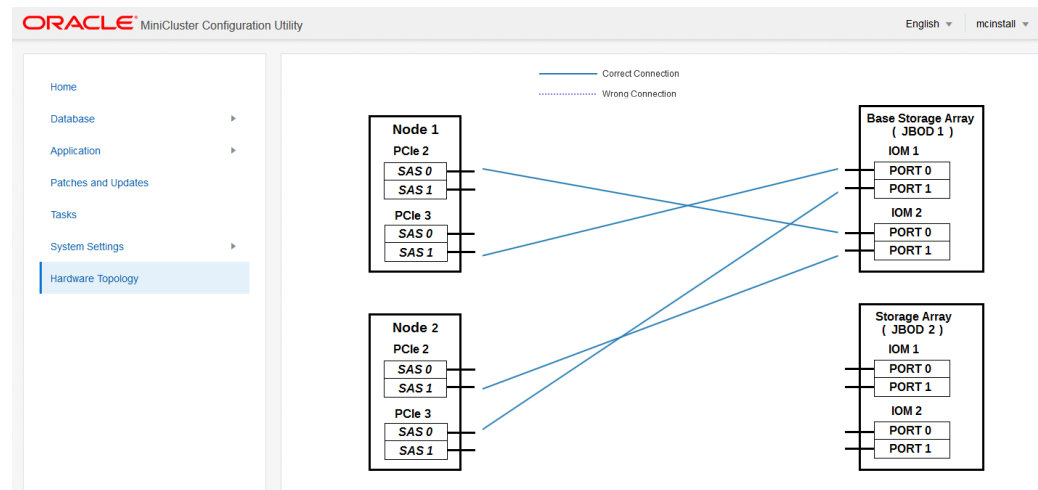 ORACLE MiniCluster Configuration Utility
English
mcinstall
Home
Database
Application
Patches and Updates
Tasks
System Settings
Hardware Topology
Correct Connection
Wrong Connection
Node 1
PCIe 2
SAS 0
SAS 1
PCIe 3
SAS 0
SAS 1
Base Storage Array
( JBOD 1 )
IOM 1
PORT 0
PORT 1
IOM 2
PORT 0
PORT 1
Node 2
PCIe 2
SAS 0
SAS 1
PCIe 3
SAS 0
SAS 1
Storage Array
( JBOD 2 )
IOM 1
PORT 0
PORT 1
IOM 2
PORT 0
PORT 1